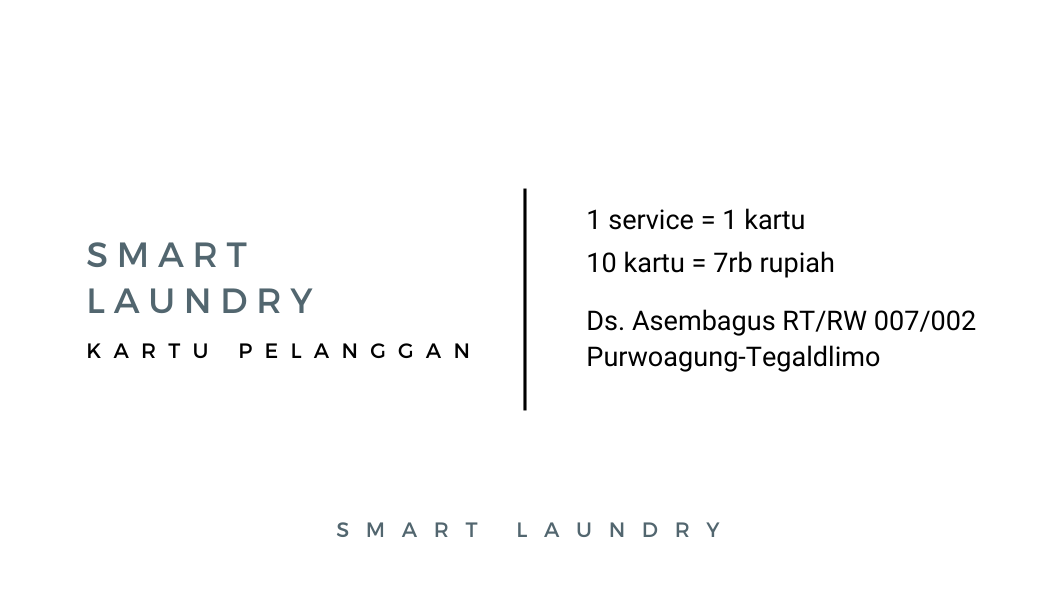 SMART
LAUNDRY
KARTU PELANGGAN
1 service = 1 kartu
10 kartu = 7rb rupiah
Ds. Asembagus RT/RW 007/002
Purwoagung-Tegaldlimo
SMART LAUNDRY